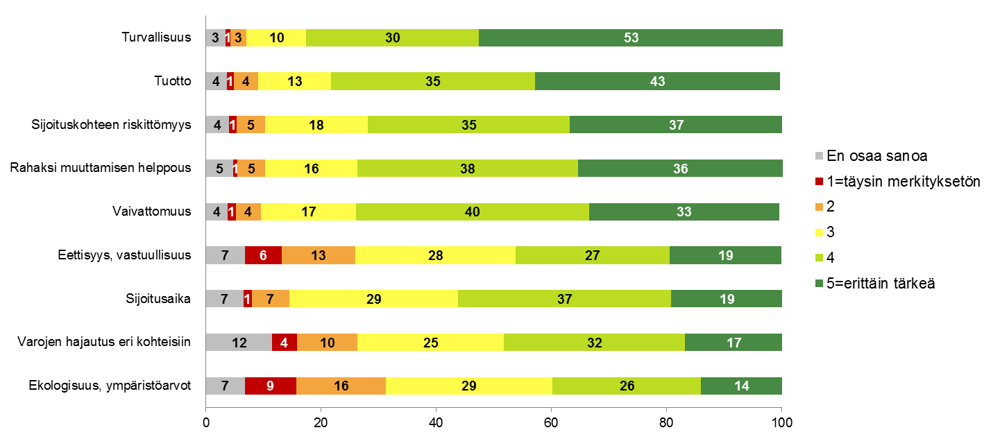 Turvallisuus 3 1 3 10 30 53
Tuotto 4 1 4 13 35 43
Sijoituskohteen riskittömyys 4 1 5 18 35 37
Rahaksi muuttamisen helppous 5 1 5 16 38 36
Vaivattomuus 4 1 4 17 40 33
Eettisyys, vastuullisuus 7 6 13 28 27 19
Sijoitusaika 7 1 7 29 37 19
Varojen hajautus eri kohteisiin 12 4 10 25 32 17
Ekologisuus, ympäristöarvot 7 9 16 29 26 14
0 20 40 60 80 100
En osaa sanoa
1=täysin merkityksetön
2
3
4
5=erittäin tärkeä